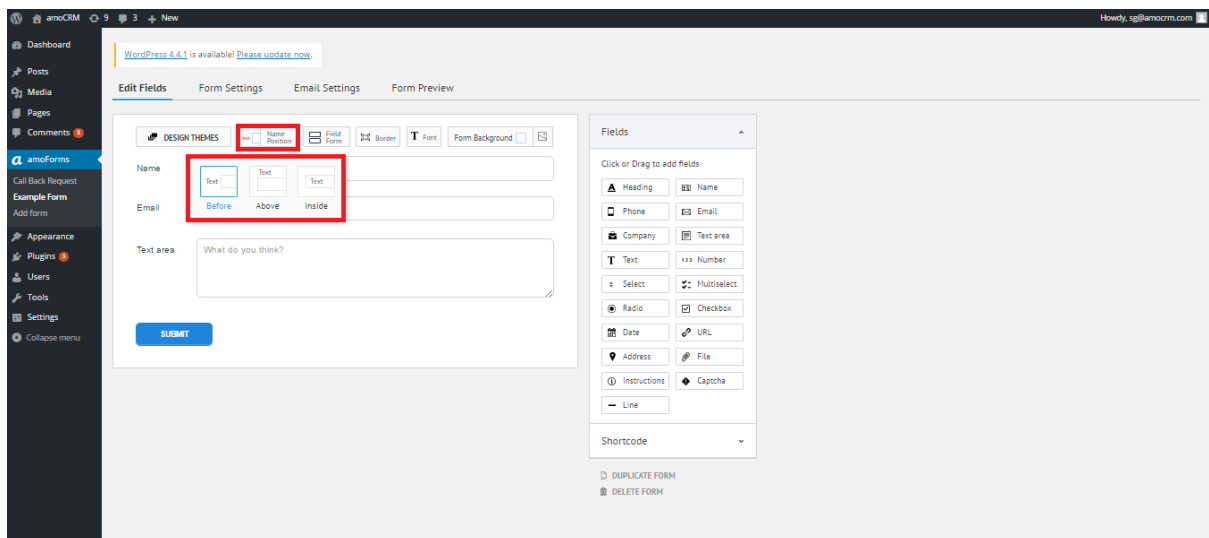 amoCRM 9 3 + New
Howdy, sg@amocrm.com
Dashboard
Posts
Media
Pages
Comments 3
amoForms
Call Back Request
Example Form
Add form
Appearance
Plugins 3
Users
Tools
Settings
Collapse menu
WordPress 4.4.1 is available! Please update now.
Edit Fields Form Settings Email Settings Form Preview
DESIGN THEMES
Text Name Position
Field Form
Border
T Font
Form Background
Name
Text Text Text
Before Above Inside
Email
Text area
What do you think?
SUBMIT
Fields
Click or Drag to add fields
A Heading Name
Phone Email
Company Text area
T Text 123 Number
Select Multiselect
Radio Checkbox
Date URL
Address File
Instructions Captcha
Line
Shortcode
DUPLICATE FORM
DELETE FORM